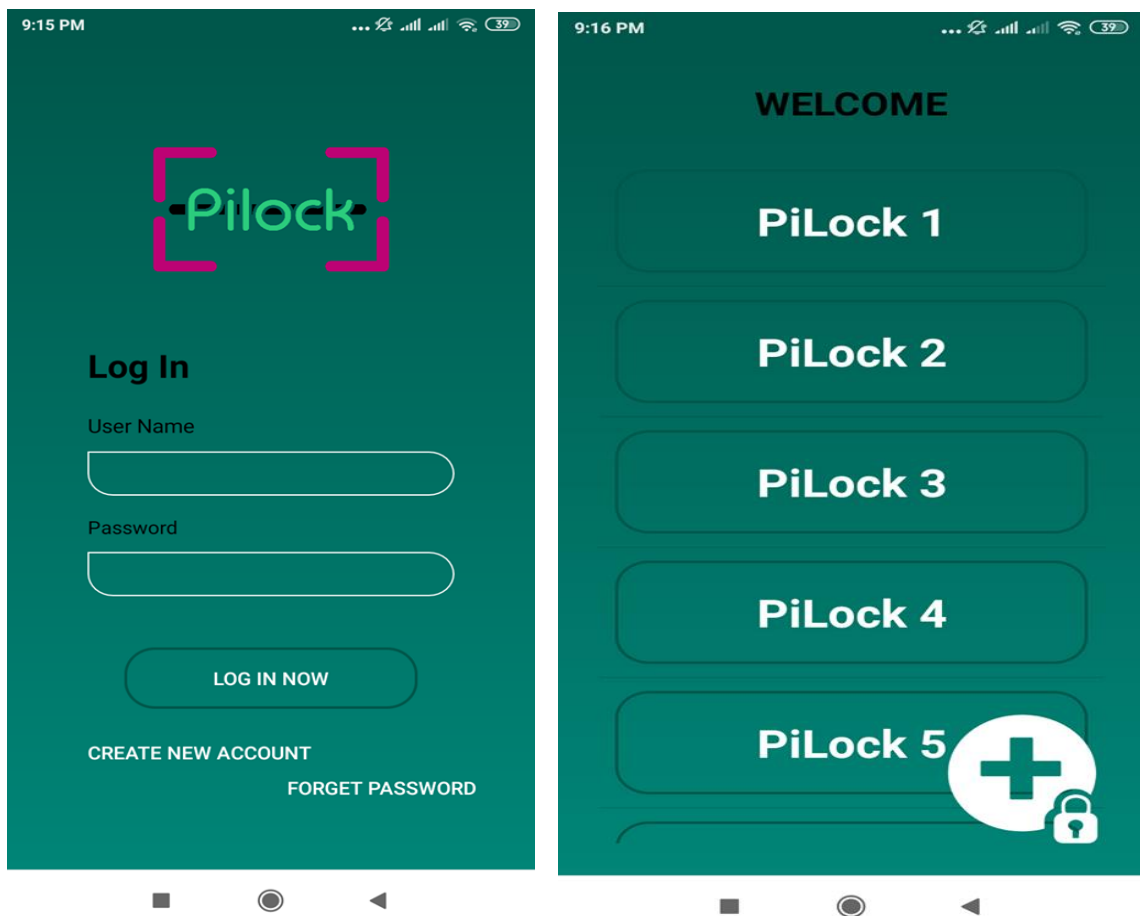 9:15 PM
39
Pilock
Log In
User Name
Password
LOG IN NOW
CREATE NEW ACCOUNT
FORGET PASSWORD
9:16 PM
39
WELCOME
PiLock 1
PiLock 2
PiLock 3
PiLock 4
PiLock 5